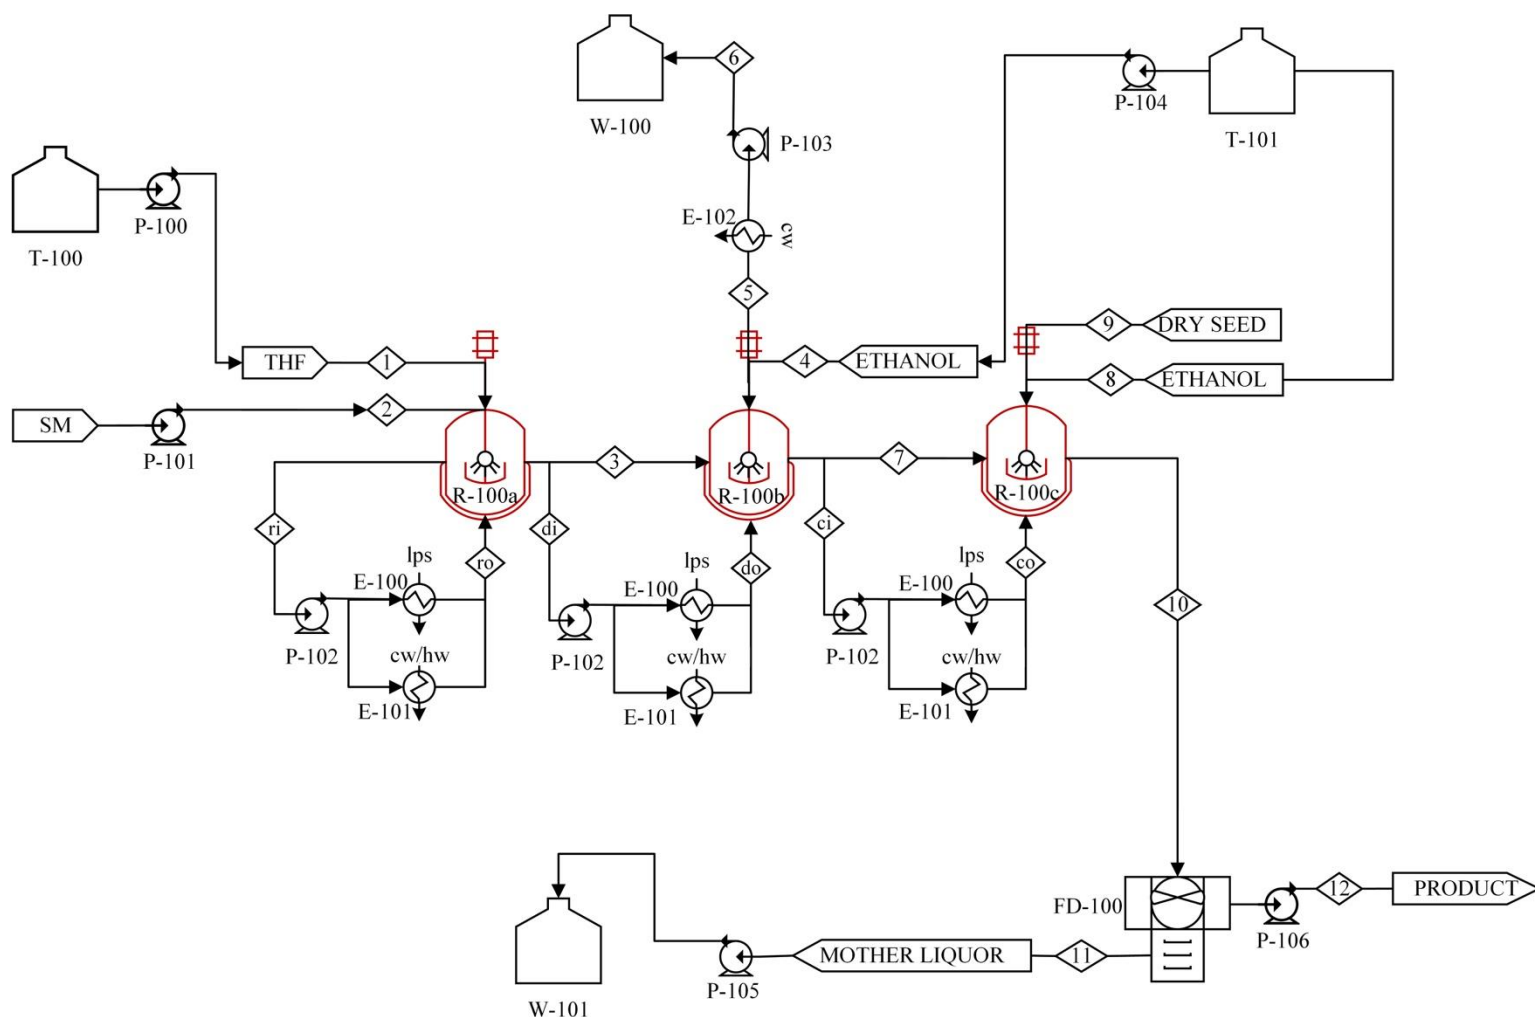 6
W-100
P-103
P-104
T-101
T-100
P-100
E-102
cw
5
THF
1
4
ETHANOL
9
DRY SEED
8
ETHANOL
SM
2
P-101
3
7
R-100a
R-100b
R-100c
ri
di
ci
lps
ro
lps
do
lps
co
E-100
E-100
E-100
10
P-102
cw/hw
P-102
cw/hw
P-102
cw/hw
E-101
E-101
E-101
FD-100
12
PRODUCT
P-106
MOTHER LIQUOR
11
P-105
W-101